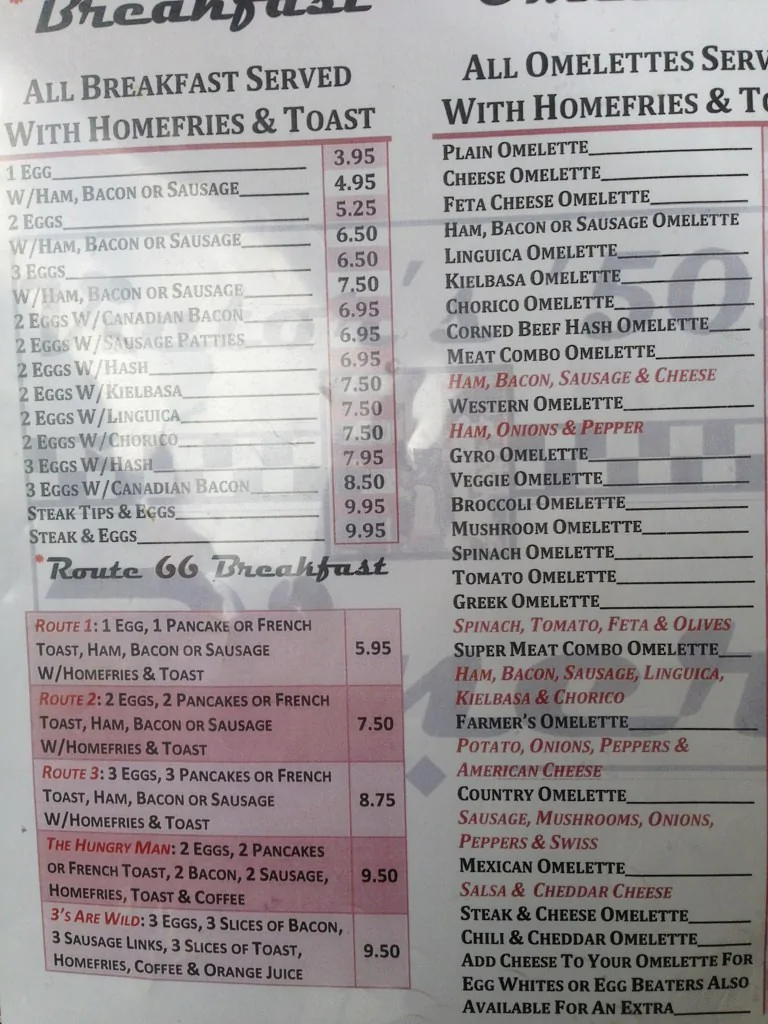 Breakfast
ALL BREAKFAST SERVED
WITH HOMEFRIES & TOAST
1 EGG 3.95
W/HAM, BACON OR SAUSAGE 4.95
2 EGGS 5.25
W/HAM, BACON OR SAUSAGE 6.50
3 EGGS 6.50
W/HAM, BACON OR SAUSAGE 7.50
2 EGGS W/CANADIAN BACON 6.95
2 EGGS W/SAUSAGE PATTIES 6.95
2 EGGS W/HASH 6.95
2 EGGS W/KIELBASA 7.50
2 EGGS W/LINGUICA 7.50
2 EGGS W/CHORICO 7.50
3 EGGS W/HASH 7.95
3 EGGS W/CANADIAN BACON 8.50
STEAK TIPS & EGGS 9.95
STEAK & EGGS 9.95
*Route 66 Breakfast
ROUTE 1: 1 EGG, 1 PANCAKE OR FRENCH
TOAST, HAM, BACON OR SAUSAGE 5.95
W/HOMEFRIES & TOAST
ROUTE 2: 2 EGGS, 2 PANCAKES OR FRENCH
TOAST, HAM, BACON OR SAUSAGE 7.50
W/HOMEFRIES & TOAST
ROUTE 3: 3 EGGS, 3 PANCAKES OR FRENCH
TOAST, HAM, BACON OR SAUSAGE 8.75
W/HOMEFRIES & TOAST
THE HUNGRY MAN: 2 EGGS, 2 PANCAKES
OR FRENCH TOAST, 2 BACON, 2 SAUSAGE, 9.50
HOMEFRIES, TOAST & COFFEE
3'S ARE WILD: 3 EGGS, 3 SLICES OF BACON,
3 SAUSAGE LINKS, 3 SLICES OF TOAST, 9.50
HOMEFRIES, COFFEE & ORANGE JUICE
ALL OMELETTES SERV
WITH HOMEFRIES & TO
PLAIN OMELETTE
CHEESE OMELETTE
FETA CHEESE OMELETTE
HAM, BACON OR SAUSAGE OMELETTE
LINGUICA OMELETTE
KIELBASA OMELETTE
CHORICO OMELETTE
CORNED BEEF HASH OMELETTE
MEAT COMBO OMELETTE
HAM, BACON, SAUSAGE & CHEESE
WESTERN OMELETTE
HAM, ONIONS & PEPPER
GYRO OMELETTE
VEGGIE OMELETTE
BROCCOLI OMELETTE
MUSHROOM OMELETTE
SPINACH OMELETTE
TOMATO OMELETTE
GREEK OMELETTE
SPINACH, TOMATO, FETA & OLIVES
SUPER MEAT COMBO OMELETTE
HAM, BACON, SAUSAGE, LINGUICA,
KIELBASA & CHORICO
FARMER'S OMELETTE
POTATO, ONIONS, PEPPERS &
AMERICAN CHEESE
COUNTRY OMELETTE
SAUSAGE, MUSHROOMS, ONIONS,
PEPPERS & SWISS
MEXICAN OMELETTE
SALSA & CHEDDAR CHEESE
STEAK & CHEESE OMELETTE
CHILI & CHEDDAR OMELETTE
ADD CHEESE TO YOUR OMELETTE FOR
EGG WHITES OR EGG BEATERS ALSO
AVAILABLE FOR AN EXTRA